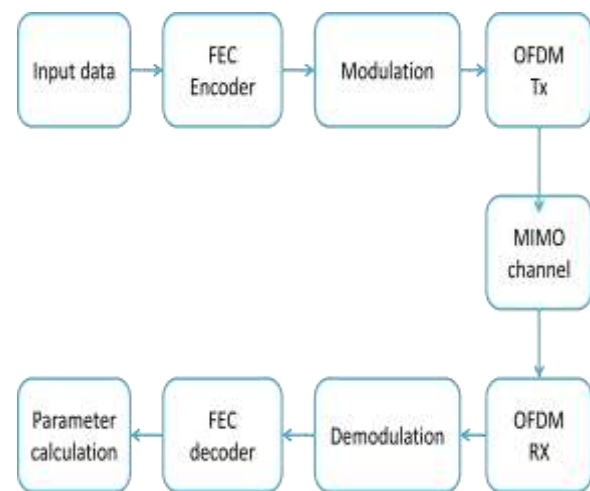 Input data
FEC
Encoder
Modulation
OFDM
Tx
MIMO
channel
Parameter
calculation
FEC
decoder
Demodulation
OFDM
RX